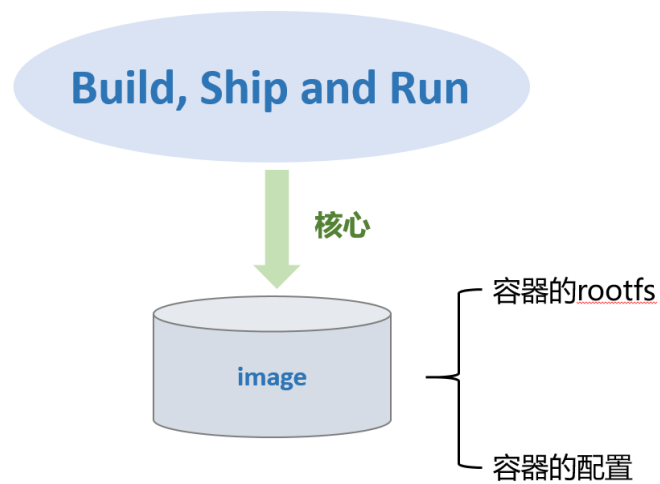 Build, Ship and Run
核心
容器的rootfs
image
容器的配置